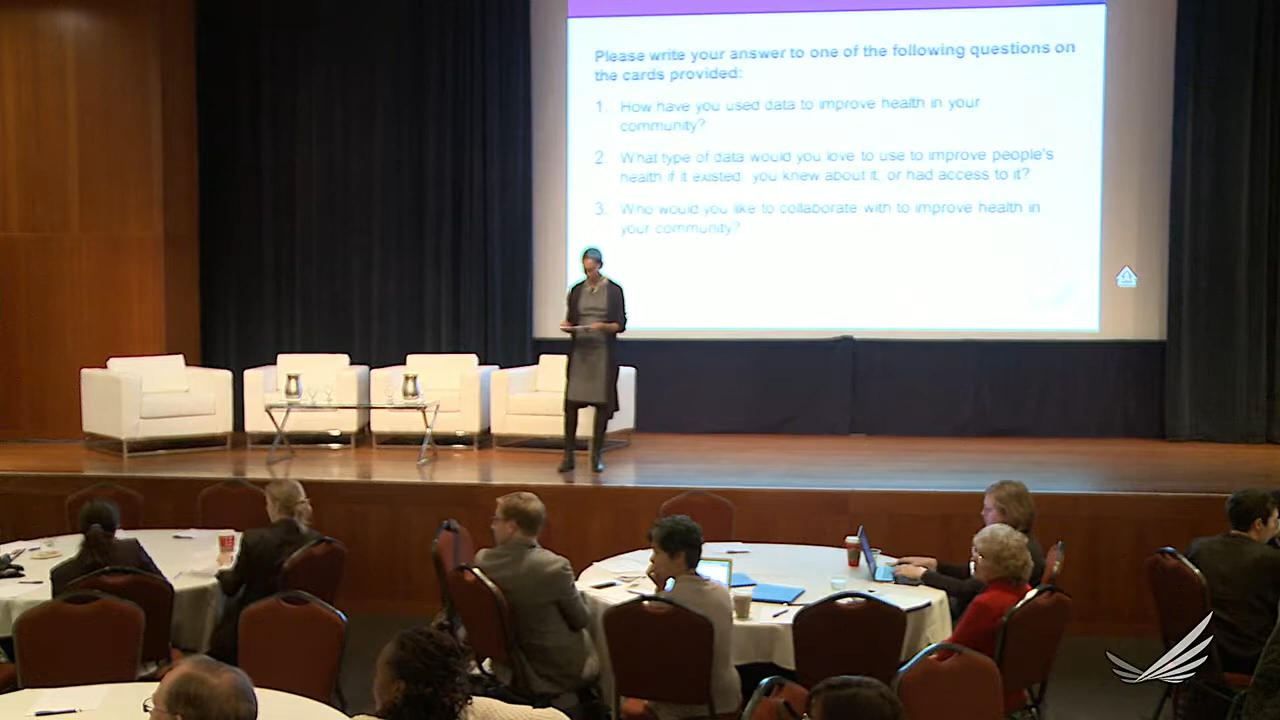 Please write your answer to one of the following questions on
the cards provided:
1. How have you used data to improve health in your
community?
2. What type of data would you love to use to improve people's
health if it existed, you knew about it, or had access to it?
3. Who would you like to collaborate with to improve health in
your community?